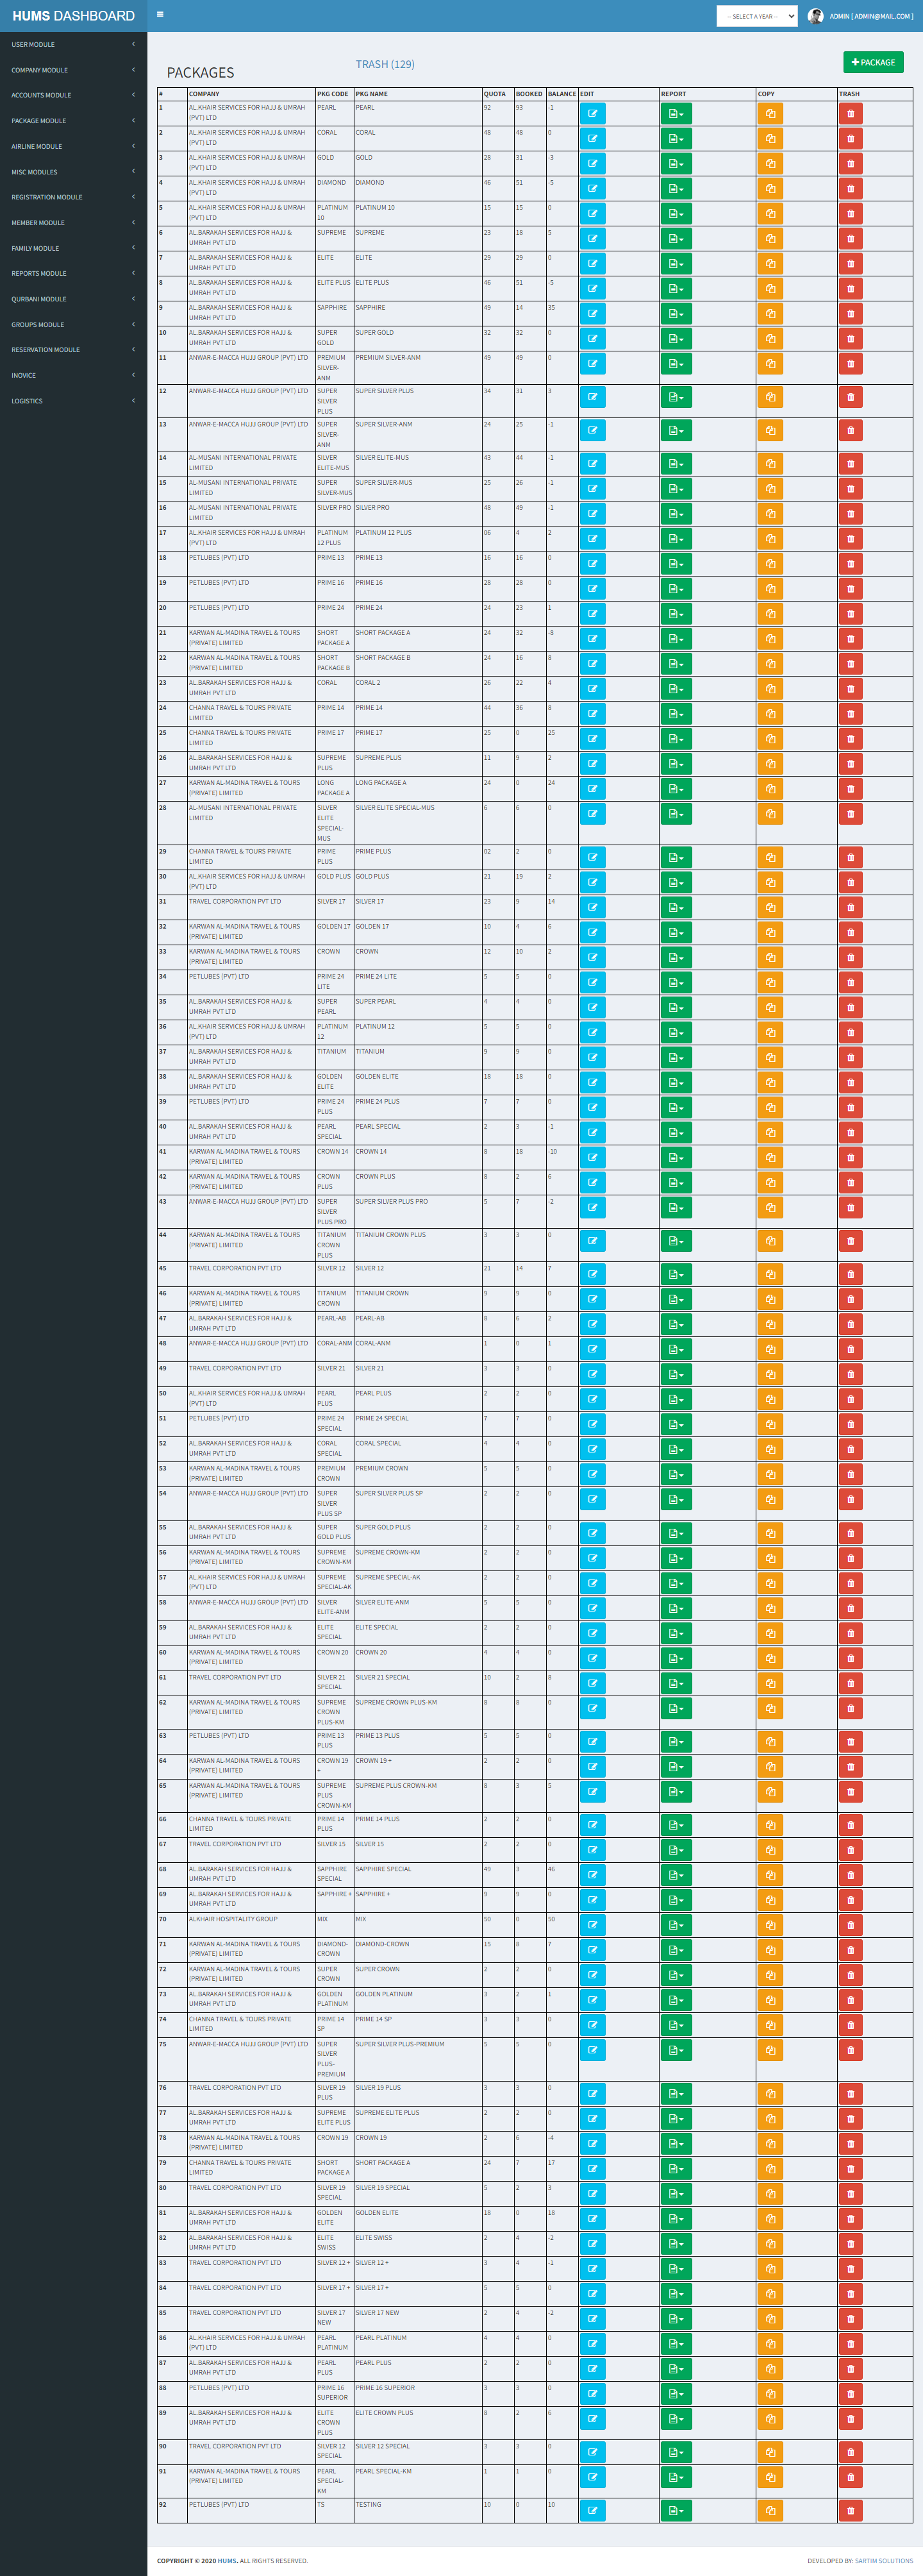 HUMS DASHBOARD
-- SELECT A YEAR --
ADMIN [ ADMIN@MAIL.COM ]
USER MODULE
COMPANY MODULE
ACCOUNTS MODULE
PACKAGE MODULE
AIRLINE MODULE
MISC MODULES
REGISTRATION MODULE
MEMBER MODULE
FAMILY MODULE
REPORTS MODULE
QURBANI MODULE
GROUPS MODULE
RESERVATION MODULE
INOVICE
LOGISTICS
PACKAGES
TRASH (129)
PACKAGE
# COMPANY PKG CODE PKG NAME QUOTA BOOKED BALANCE EDIT REPORT COPY TRASH
1 AL.KHAIR SERVICES FOR HAJJ & UMRAH (PVT) LTD PEARL PEARL 92 93 -1
2 AL.KHAIR SERVICES FOR HAJJ & UMRAH (PVT) LTD CORAL CORAL 48 48 0
3 AL.KHAIR SERVICES FOR HAJJ & UMRAH (PVT) LTD GOLD GOLD 28 31 -3
4 AL.KHAIR SERVICES FOR HAJJ & UMRAH (PVT) LTD DIAMOND DIAMOND 46 51 -5
5 AL.KHAIR SERVICES FOR HAJJ & UMRAH (PVT) LTD PLATINUM 10 PLATINUM 10 15 15 0
6 AL.BARAKAH SERVICES FOR HAJJ & UMRAH PVT LTD SUPREME SUPREME 23 18 5
7 AL.BARAKAH SERVICES FOR HAJJ & UMRAH PVT LTD ELITE ELITE 29 29 0
8 AL.BARAKAH SERVICES FOR HAJJ & UMRAH PVT LTD ELITE PLUS ELITE PLUS 46 51 -5
9 AL.BARAKAH SERVICES FOR HAJJ & UMRAH PVT LTD SAPPHIRE SAPPHIRE 49 14 35
10 AL.BARAKAH SERVICES FOR HAJJ & UMRAH PVT LTD SUPER GOLD SUPER GOLD 32 32 0
11 ANWAR-E-MACCA HUJJ GROUP (PVT) LTD PREMIUM SILVER-ANM PREMIUM SILVER-ANM 49 49 0
12 ANWAR-E-MACCA HUJJ GROUP (PVT) LTD SUPER SILVER PLUS SUPER SILVER PLUS 34 31 3
13 ANWAR-E-MACCA HUJJ GROUP (PVT) LTD SUPER SILVER-ANM SUPER SILVER-ANM 24 25 -1
14 AL-MUSANI INTERNATIONAL PRIVATE LIMITED SILVER ELITE-MUS SILVER ELITE-MUS 43 44 -1
15 AL-MUSANI INTERNATIONAL PRIVATE LIMITED SUPER SILVER-MUS SUPER SILVER-MUS 25 26 -1
16 AL-MUSANI INTERNATIONAL PRIVATE LIMITED SILVER PRO SILVER PRO 48 49 -1
17 AL.KHAIR SERVICES FOR HAJJ & UMRAH (PVT) LTD PLATINUM 12 PLUS PLATINUM 12 PLUS 06 4 2
18 PETLUBES (PVT) LTD PRIME 13 PRIME 13 16 16 0
19 PETLUBES (PVT) LTD PRIME 16 PRIME 16 28 28 0
20 PETLUBES (PVT) LTD PRIME 24 PRIME 24 24 23 1
21 KARWAN AL-MADINA TRAVEL & TOURS (PRIVATE) LIMITED SHORT PACKAGE A SHORT PACKAGE A 24 32 -8
22 KARWAN AL-MADINA TRAVEL & TOURS (PRIVATE) LIMITED SHORT PACKAGE B SHORT PACKAGE B 24 16 8
23 AL.BARAKAH SERVICES FOR HAJJ & UMRAH PVT LTD CORAL CORAL 2 26 22 4
24 CHANNA TRAVEL & TOURS PRIVATE LIMITED PRIME 14 PRIME 14 44 36 8
25 CHANNA TRAVEL & TOURS PRIVATE LIMITED PRIME 17 PRIME 17 25 0 25
26 AL.BARAKAH SERVICES FOR HAJJ & UMRAH PVT LTD SUPREME PLUS SUPREME PLUS 11 9 2
27 KARWAN AL-MADINA TRAVEL & TOURS (PRIVATE) LIMITED LONG PACKAGE A LONG PACKAGE A 24 0 24
28 AL-MUSANI INTERNATIONAL PRIVATE LIMITED SILVER ELITE SPECIAL-MUS SILVER ELITE SPECIAL-MUS 6 6 0
29 CHANNA TRAVEL & TOURS PRIVATE LIMITED PRIME PLUS PRIME PLUS 02 2 0
30 AL.KHAIR SERVICES FOR HAJJ & UMRAH (PVT) LTD GOLD PLUS GOLD PLUS 21 19 2
31 TRAVEL CORPORATION PVT LTD SILVER 17 SILVER 17 23 9 14
32 KARWAN AL-MADINA TRAVEL & TOURS (PRIVATE) LIMITED GOLDEN 17 GOLDEN 17 10 4 6
33 KARWAN AL-MADINA TRAVEL & TOURS (PRIVATE) LIMITED CROWN CROWN 12 10 2
34 PETLUBES (PVT) LTD PRIME 24 LITE PRIME 24 LITE 5 5 0
35 AL.BARAKAH SERVICES FOR HAJJ & UMRAH PVT LTD SUPER PEARL SUPER PEARL 4 4 0
36 AL.KHAIR SERVICES FOR HAJJ & UMRAH (PVT) LTD PLATINUM 12 PLATINUM 12 5 5 0
37 AL.BARAKAH SERVICES FOR HAJJ & UMRAH PVT LTD TITANIUM TITANIUM 9 9 0
38 AL.BARAKAH SERVICES FOR HAJJ & UMRAH PVT LTD GOLDEN ELITE GOLDEN ELITE 18 18 0
39 PETLUBES (PVT) LTD PRIME 24 PLUS PRIME 24 PLUS 7 7 0
40 AL.BARAKAH SERVICES FOR HAJJ & UMRAH PVT LTD PEARL SPECIAL PEARL SPECIAL 2 3 -1
41 KARWAN AL-MADINA TRAVEL & TOURS (PRIVATE) LIMITED CROWN 14 CROWN 14 8 18 -10
42 KARWAN AL-MADINA TRAVEL & TOURS (PRIVATE) LIMITED CROWN PLUS CROWN PLUS 8 2 6
43 ANWAR-E-MACCA HUJJ GROUP (PVT) LTD SUPER SILVER PLUS PRO SUPER SILVER PLUS PRO 5 7 -2
44 KARWAN AL-MADINA TRAVEL & TOURS (PRIVATE) LIMITED TITANIUM CROWN PLUS TITANIUM CROWN PLUS 3 3 0
45 TRAVEL CORPORATION PVT LTD SILVER 12 SILVER 12 21 14 7
46 KARWAN AL-MADINA TRAVEL & TOURS (PRIVATE) LIMITED TITANIUM CROWN TITANIUM CROWN 9 9 0
47 AL.BARAKAH SERVICES FOR HAJJ & UMRAH PVT LTD PEARL-AB PEARL-AB 8 6 2
48 ANWAR-E-MACCA HUJJ GROUP (PVT) LTD CORAL-ANM CORAL-ANM 1 0 1
49 TRAVEL CORPORATION PVT LTD SILVER 21 SILVER 21 3 3 0
50 AL.KHAIR SERVICES FOR HAJJ & UMRAH (PVT) LTD PEARL PLUS PEARL PLUS 2 2 0
51 PETLUBES (PVT) LTD PRIME 24 SPECIAL PRIME 24 SPECIAL 7 7 0
52 AL.BARAKAH SERVICES FOR HAJJ & UMRAH PVT LTD CORAL SPECIAL CORAL SPECIAL 4 4 0
53 KARWAN AL-MADINA TRAVEL & TOURS (PRIVATE) LIMITED PREMIUM CROWN PREMIUM CROWN 5 5 0
54 ANWAR-E-MACCA HUJJ GROUP (PVT) LTD SUPER SILVER PLUS SP SUPER SILVER PLUS SP 2 2 0
55 AL.BARAKAH SERVICES FOR HAJJ & UMRAH PVT LTD SUPER GOLD PLUS SUPER GOLD PLUS 2 2 0
56 KARWAN AL-MADINA TRAVEL & TOURS (PRIVATE) LIMITED SUPREME CROWN-KM SUPREME CROWN-KM 2 2 0
57 AL.KHAIR SERVICES FOR HAJJ & UMRAH (PVT) LTD SUPREME SPECIAL-AK SUPREME SPECIAL-AK 2 2 0
58 ANWAR-E-MACCA HUJJ GROUP (PVT) LTD SILVER ELITE-ANM SILVER ELITE-ANM 5 5 0
59 AL.BARAKAH SERVICES FOR HAJJ & UMRAH PVT LTD ELITE SPECIAL ELITE SPECIAL 2 2 0
60 KARWAN AL-MADINA TRAVEL & TOURS (PRIVATE) LIMITED CROWN 20 CROWN 20 4 4 0
61 TRAVEL CORPORATION PVT LTD SILVER 21 SPECIAL SILVER 21 SPECIAL 10 2 8
62 KARWAN AL-MADINA TRAVEL & TOURS (PRIVATE) LIMITED SUPREME CROWN PLUS-KM SUPREME CROWN PLUS-KM 8 8 0
63 PETLUBES (PVT) LTD PRIME 13 PLUS PRIME 13 PLUS 5 5 0
64 KARWAN AL-MADINA TRAVEL & TOURS (PRIVATE) LIMITED CROWN 19 + CROWN 19 + 2 2 0
65 KARWAN AL-MADINA TRAVEL & TOURS (PRIVATE) LIMITED SUPREME PLUS CROWN-KM SUPREME PLUS CROWN-KM 8 3 5
66 CHANNA TRAVEL & TOURS PRIVATE LIMITED PRIME 14 PLUS PRIME 14 PLUS 2 2 0
67 TRAVEL CORPORATION PVT LTD SILVER 15 SILVER 15 2 2 0
68 AL.BARAKAH SERVICES FOR HAJJ & UMRAH PVT LTD SAPPHIRE SPECIAL SAPPHIRE SPECIAL 49 3 46
69 AL.BARAKAH SERVICES FOR HAJJ & UMRAH PVT LTD SAPPHIRE + SAPPHIRE + 9 9 0
70 ALKHAIR HOSPITALITY GROUP MIX MIX 50 0 50
71 KARWAN AL-MADINA TRAVEL & TOURS (PRIVATE) LIMITED DIAMOND-CROWN DIAMOND-CROWN 15 8 7
72 KARWAN AL-MADINA TRAVEL & TOURS (PRIVATE) LIMITED SUPER CROWN SUPER CROWN 2 2 0
73 AL.BARAKAH SERVICES FOR HAJJ & UMRAH PVT LTD GOLDEN PLATINUM GOLDEN PLATINUM 3 2 1
74 CHANNA TRAVEL & TOURS PRIVATE LIMITED PRIME 14 SP PRIME 14 SP 3 3 0
75 ANWAR-E-MACCA HUJJ GROUP (PVT) LTD SUPER SILVER PLUS-PREMIUM SUPER SILVER PLUS-PREMIUM 5 5 0
76 TRAVEL CORPORATION PVT LTD SILVER 19 PLUS SILVER 19 PLUS 3 3 0
77 AL.BARAKAH SERVICES FOR HAJJ & UMRAH PVT LTD SUPREME ELITE PLUS SUPREME ELITE PLUS 2 2 0
78 KARWAN AL-MADINA TRAVEL & TOURS (PRIVATE) LIMITED CROWN 19 CROWN 19 2 6 -4
79 CHANNA TRAVEL & TOURS PRIVATE LIMITED SHORT PACKAGE A SHORT PACKAGE A 24 7 17
80 TRAVEL CORPORATION PVT LTD SILVER 19 SPECIAL SILVER 19 SPECIAL 5 2 3
81 AL.BARAKAH SERVICES FOR HAJJ & UMRAH PVT LTD GOLDEN ELITE GOLDEN ELITE 18 0 18
82 AL.BARAKAH SERVICES FOR HAJJ & UMRAH PVT LTD ELITE SWISS ELITE SWISS 2 4 -2
83 TRAVEL CORPORATION PVT LTD SILVER 12 + SILVER 12 + 3 4 -1
84 TRAVEL CORPORATION PVT LTD SILVER 17 + SILVER 17 + 5 5 0
85 TRAVEL CORPORATION PVT LTD SILVER 17 NEW SILVER 17 NEW 2 4 -2
86 AL.KHAIR SERVICES FOR HAJJ & UMRAH (PVT) LTD PEARL PLATINUM PEARL PLATINUM 4 4 0
87 AL.BARAKAH SERVICES FOR HAJJ & UMRAH PVT LTD PEARL PLUS PEARL PLUS 2 2 0
88 PETLUBES (PVT) LTD PRIME 16 SUPERIOR PRIME 16 SUPERIOR 3 3 0
89 AL.BARAKAH SERVICES FOR HAJJ & UMRAH PVT LTD ELITE CROWN PLUS ELITE CROWN PLUS 8 2 6
90 TRAVEL CORPORATION PVT LTD SILVER 12 SPECIAL SILVER 12 SPECIAL 3 3 0
91 KARWAN AL-MADINA TRAVEL & TOURS (PRIVATE) LIMITED PEARL SPECIAL-KM PEARL SPECIAL-KM 1 1 0
92 PETLUBES (PVT) LTD TS TESTING 10 0 10
COPYRIGHT © 2020 HUMS. ALL RIGHTS RESERVED.
DEVELOPED BY: SARTIM SOLUTIONS